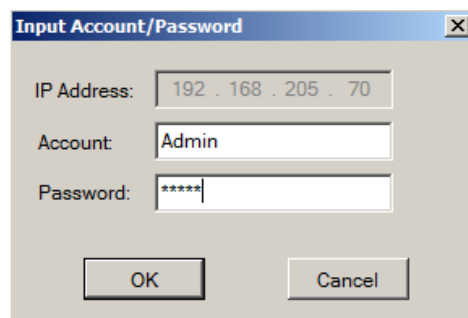 Input Account/Password
IP Address: 192 . 168 . 205 . 70
Account: Admin
Password: *****
OK Cancel